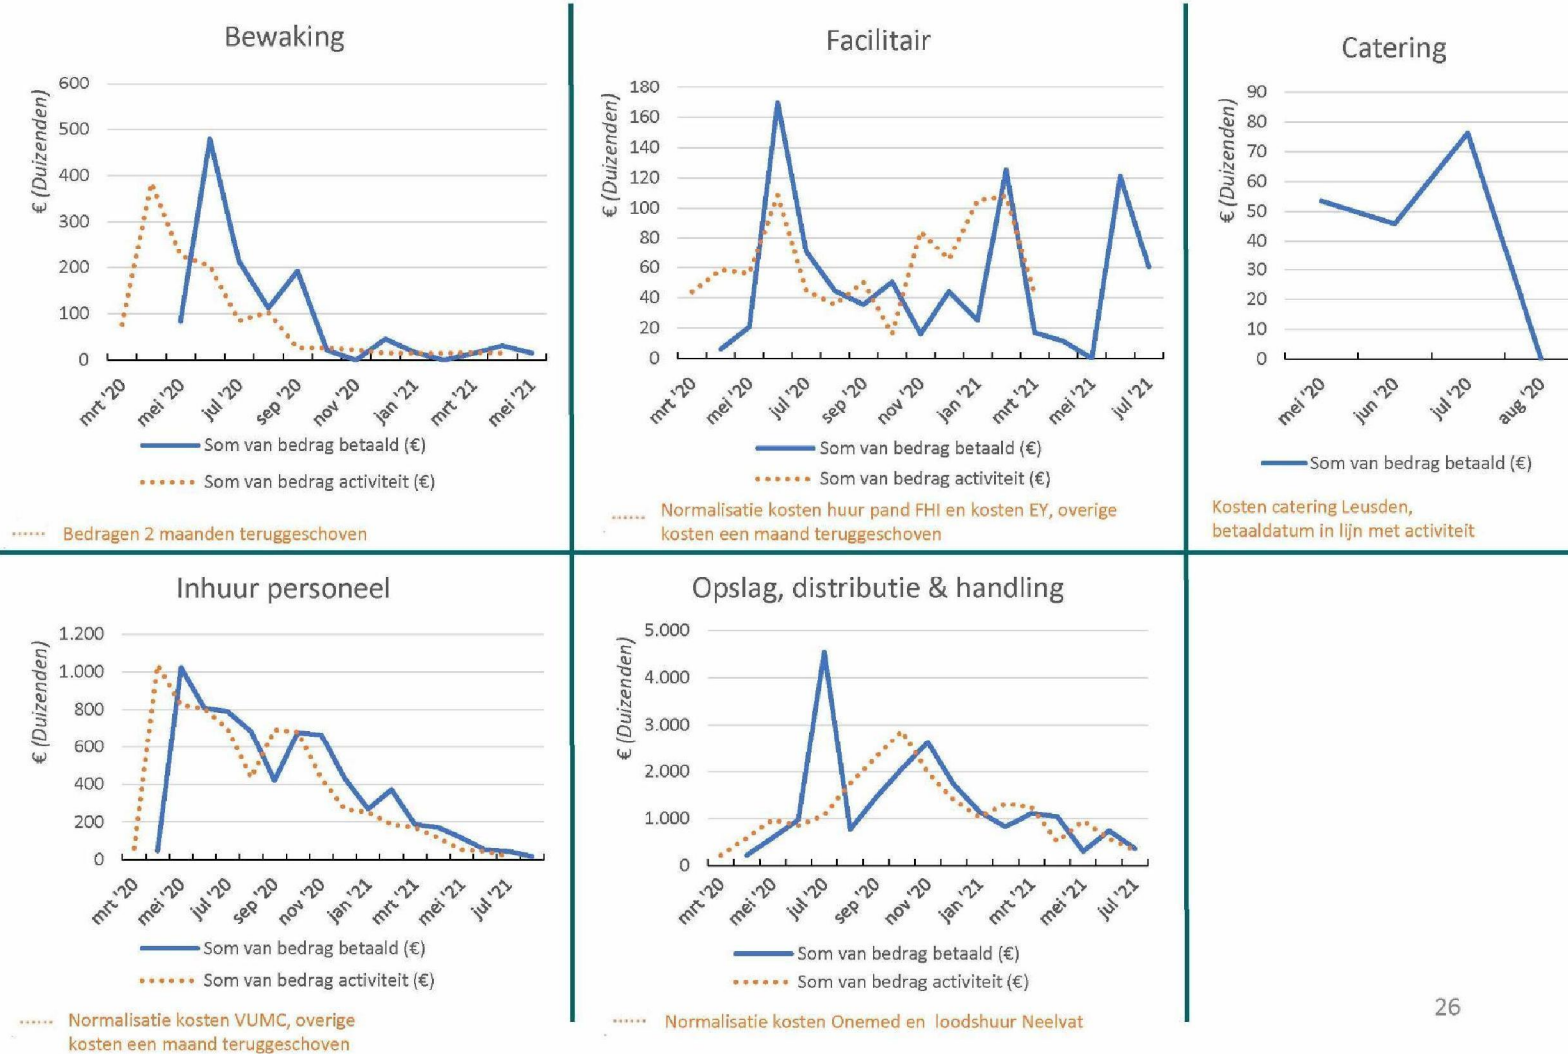 Bewaking
€ (Duizenden)
600
500
400
300
200
100
0
mrt '20
mei '20
jul '20
sep '20
nov '20
jan '21
mrt '21
mei '21
Som van bedrag betaald (€)
Som van bedrag activiteit (€)
Bedragen 2 maanden teruggeschoven
Facilitair
€ (Duizenden)
180
160
140
120
100
80
60
40
20
0
mrt '20
mei '20
jul '20
sep '20
nov '20
jan '21
mrt '21
mei '21
jul '21
Som van bedrag betaald (€)
Som van bedrag activiteit (€)
Normalisatie kosten huur pand FHI en kosten EY, overige
kosten een maand teruggeschoven
Catering
€ (Duizenden)
90
80
70
60
50
40
30
20
10
0
mei '20
jun '20
jul '20
aug '20
Som van bedrag betaald (€)
Kosten catering Leusden,
betaaldatum in lijn met activiteit
Inhuur personeel
€ (Duizenden)
1.200
1.000
800
600
400
200
0
mrt '20
mei '20
jul '20
sep '20
nov '20
jan '21
mrt '21
mei '21
jul '21
Som van bedrag betaald (€)
Som van bedrag activiteit (€)
Normalisatie kosten VUMC, overige
kosten een maand teruggeschoven
Opslag, distributie & handling
€ (Duizenden)
5.000
4.000
3.000
2.000
1.000
0
mrt '20
mei '20
jul '20
sep '20
nov '20
jan '21
mrt '21
mei '21
jul '21
Som van bedrag betaald (€)
Som van bedrag activiteit (€)
Normalisatie kosten Onemed en loodshuur Neelvat
26